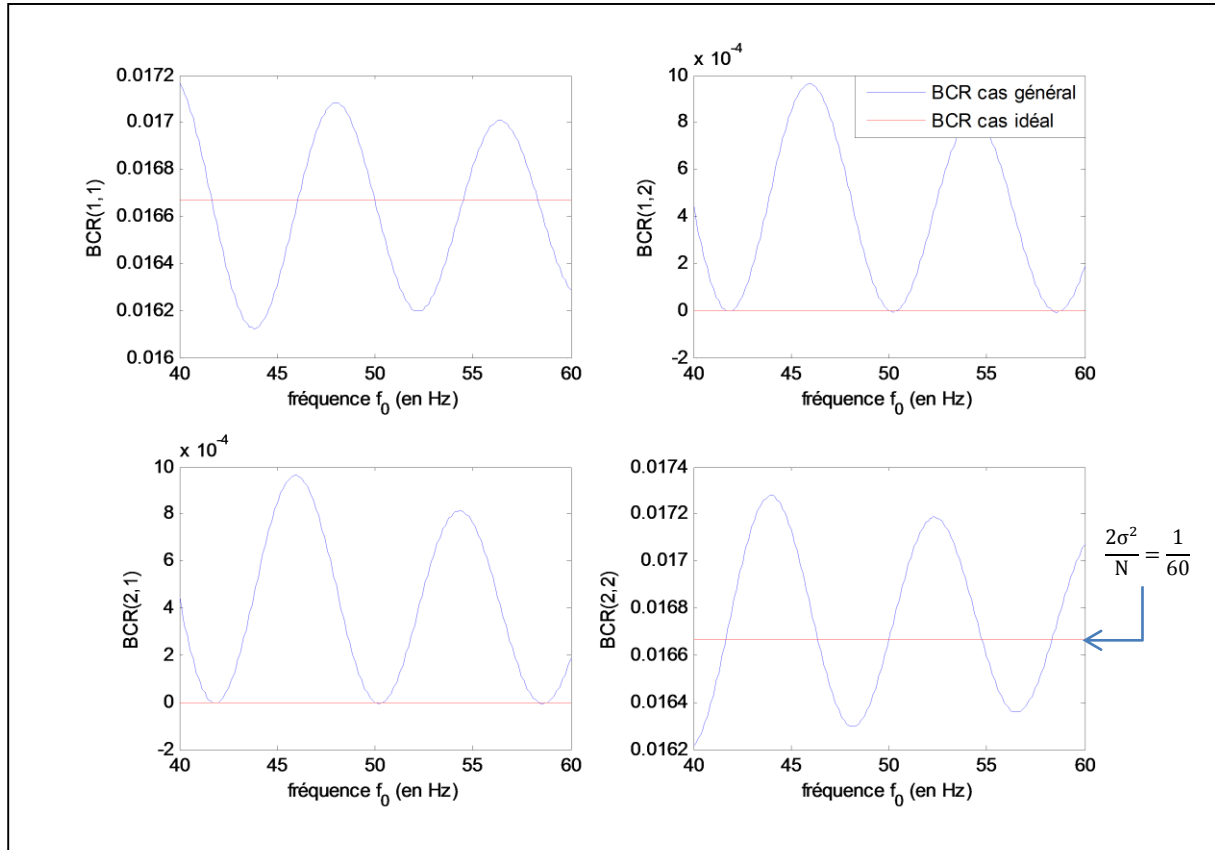 0.0172
0.017
0.0168
0.0166
0.0164
0.0162
0.016
BCR(1,1)
40 45 50 55 60
fréquence f0 (en Hz)
x 10-4
10
8
6
4
2
0
-2
BCR(1,2)
BCR cas général
BCR cas idéal
40 45 50 55 60
fréquence f0 (en Hz)
x 10-4
10
8
6
4
2
0
-2
BCR(2,1)
40 45 50 55 60
fréquence f0 (en Hz)
0.0174
0.0172
0.017
0.0168
0.0166
0.0164
0.0162
BCR(2,2)
40 45 50 55 60
fréquence f0 (en Hz)
2σ²/N = 1/60